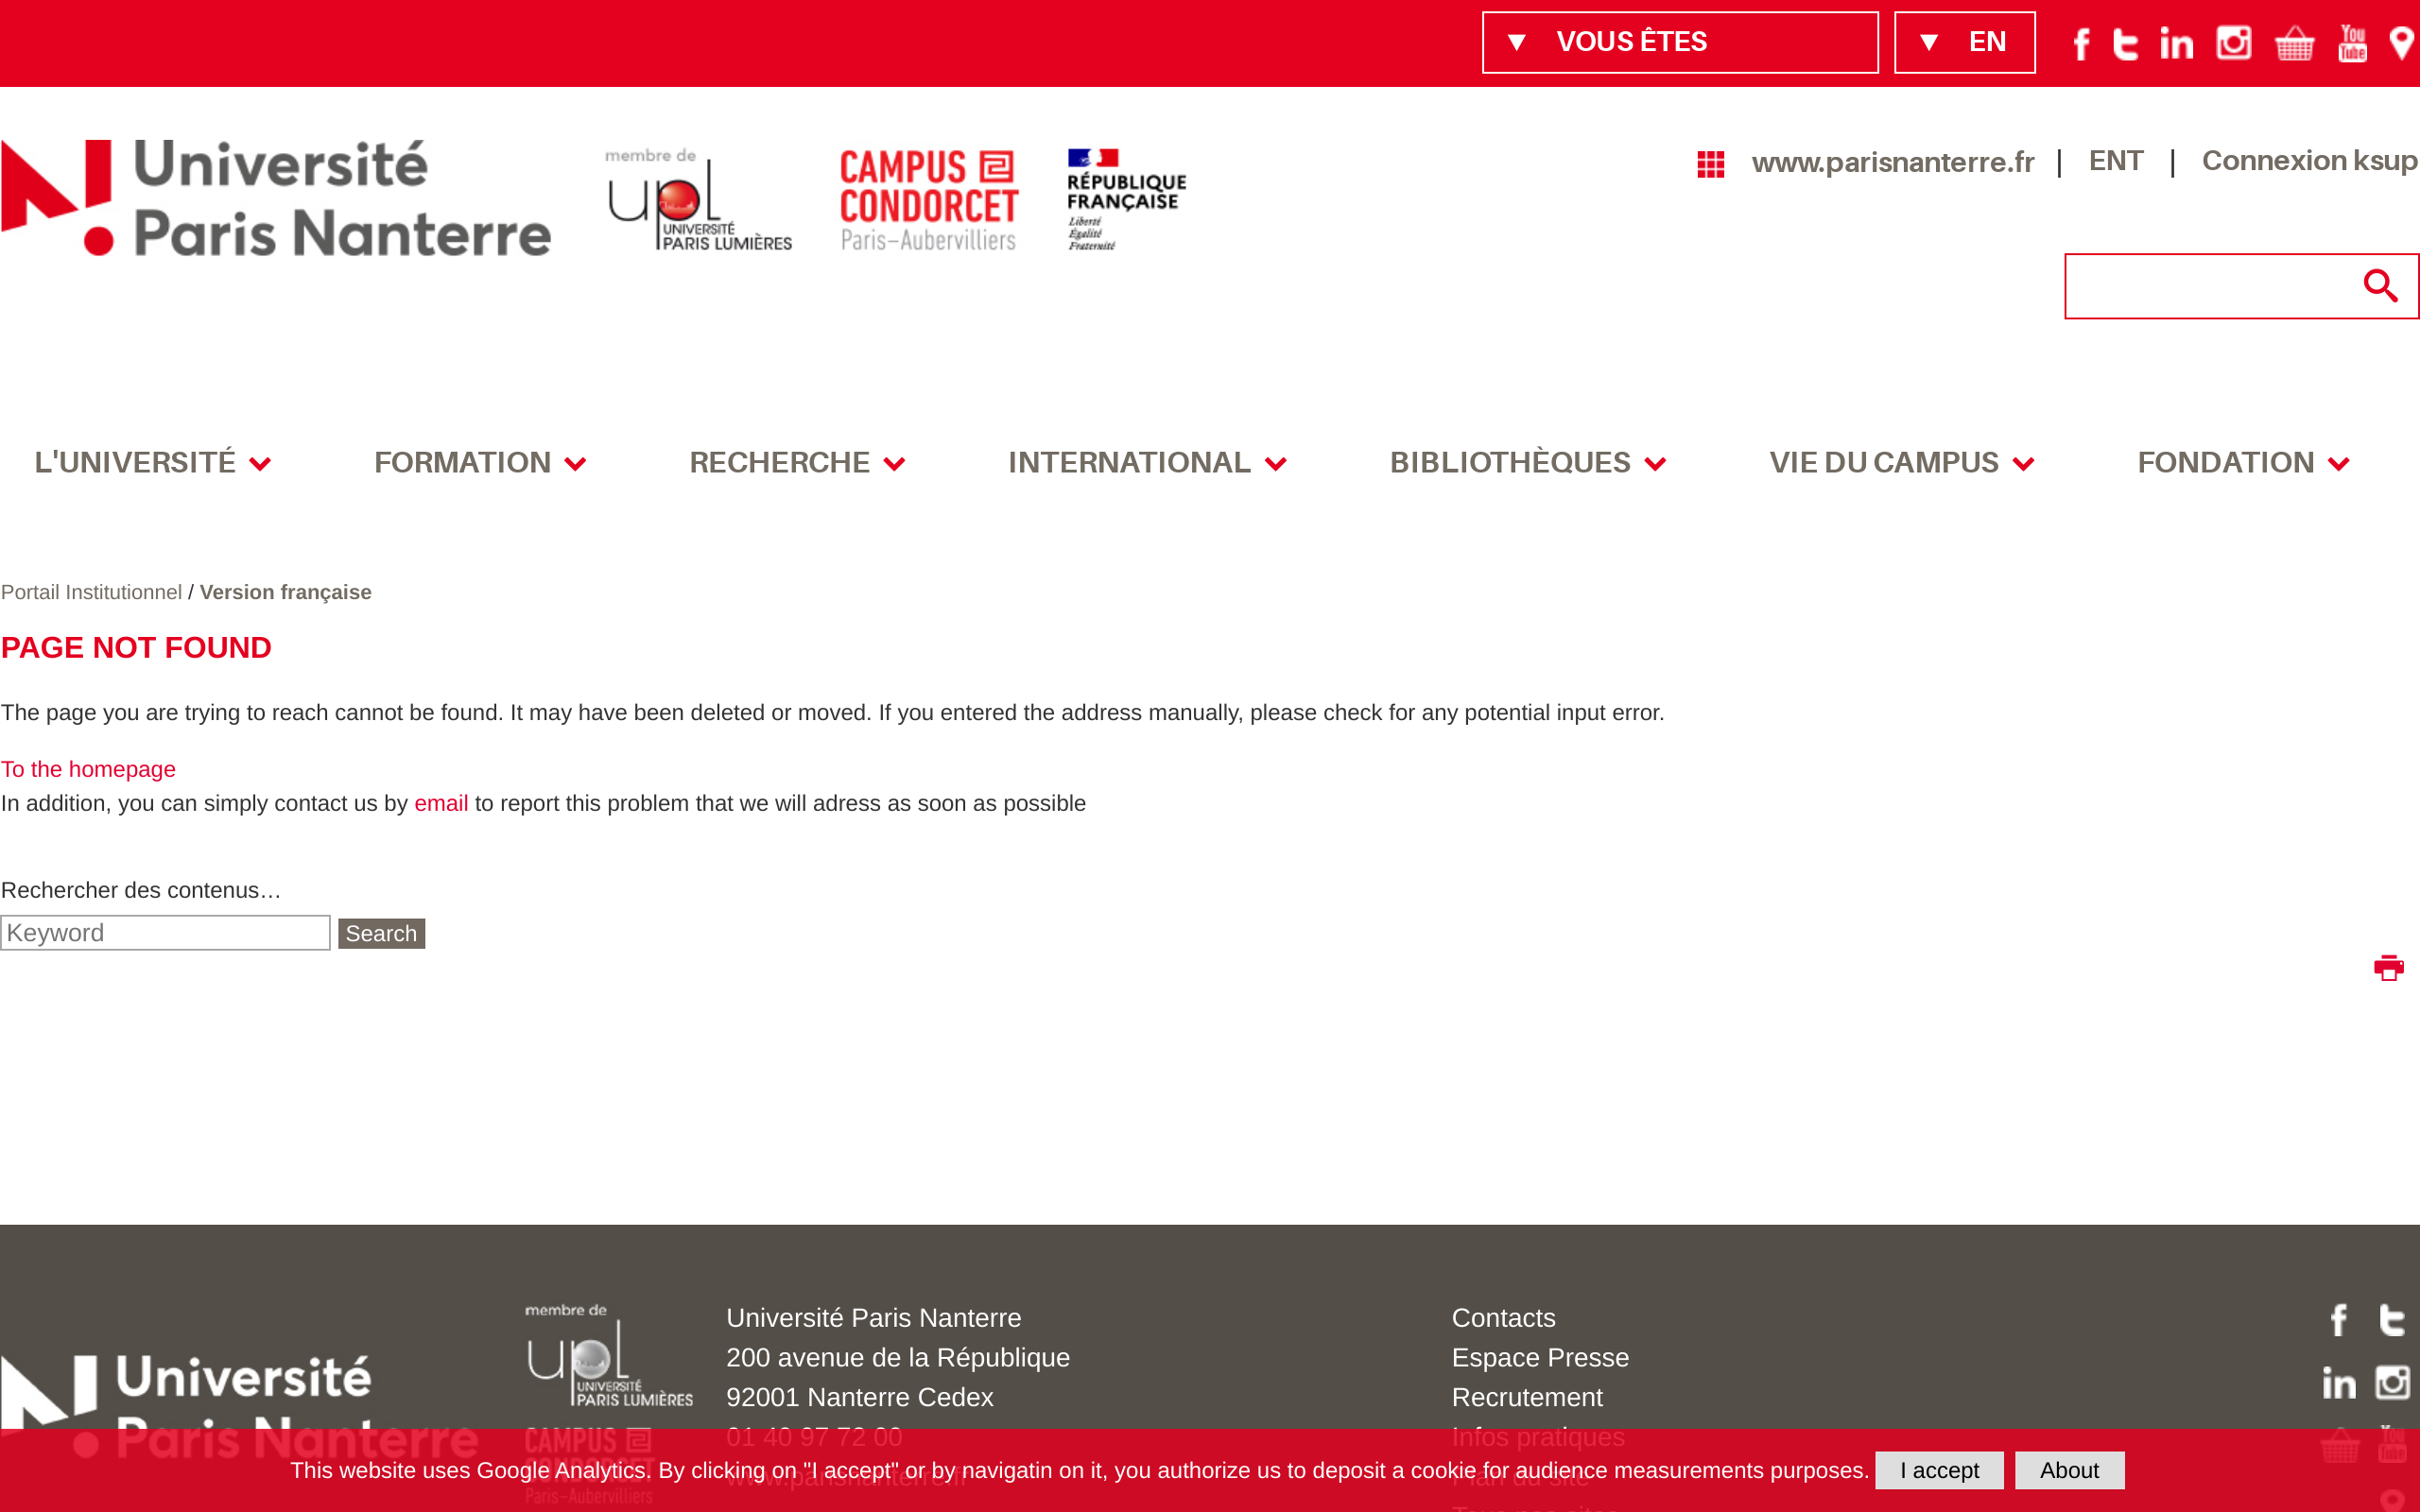 VOUS ÊTES
EN
You
Tube
Université
Paris Nanterre
membre de
upl
UNIVERSITÉ
PARIS LUMIÈRES
CAMPUS
CONDORCET
Paris–Aubervilliers
RÉPUBLIQUE
FRANÇAISE
Liberté
Égalité
Fraternité
www.parisnanterre.fr
ENT
Connexion ksup
L'UNIVERSITÉ
FORMATION
RECHERCHE
INTERNATIONAL
BIBLIOTHÈQUES
VIE DU CAMPUS
FONDATION
Portail Institutionnel / Version française
PAGE NOT FOUND
The page you are trying to reach cannot be found. It may have been deleted or moved. If you entered the address manually, please check for any potential input error.
To the homepage
In addition, you can simply contact us by email to report this problem that we will adress as soon as possible
Rechercher des contenus…
Keyword
Search
Université
Paris Nanterre
membre de
upl
UNIVERSITÉ
PARIS LUMIÈRES
CAMPUS
CONDORCET
Paris–Aubervilliers
Université Paris Nanterre
200 avenue de la République
92001 Nanterre Cedex
01 40 97 72 00
www.parisnanterre.fr
Contacts
Espace Presse
Recrutement
Infos pratiques
Plan du site
Tous nos sites
You
Tube
This website uses Google Analytics. By clicking on "I accept" or by navigatin on it, you authorize us to deposit a cookie for audience measurements purposes.
I accept
About